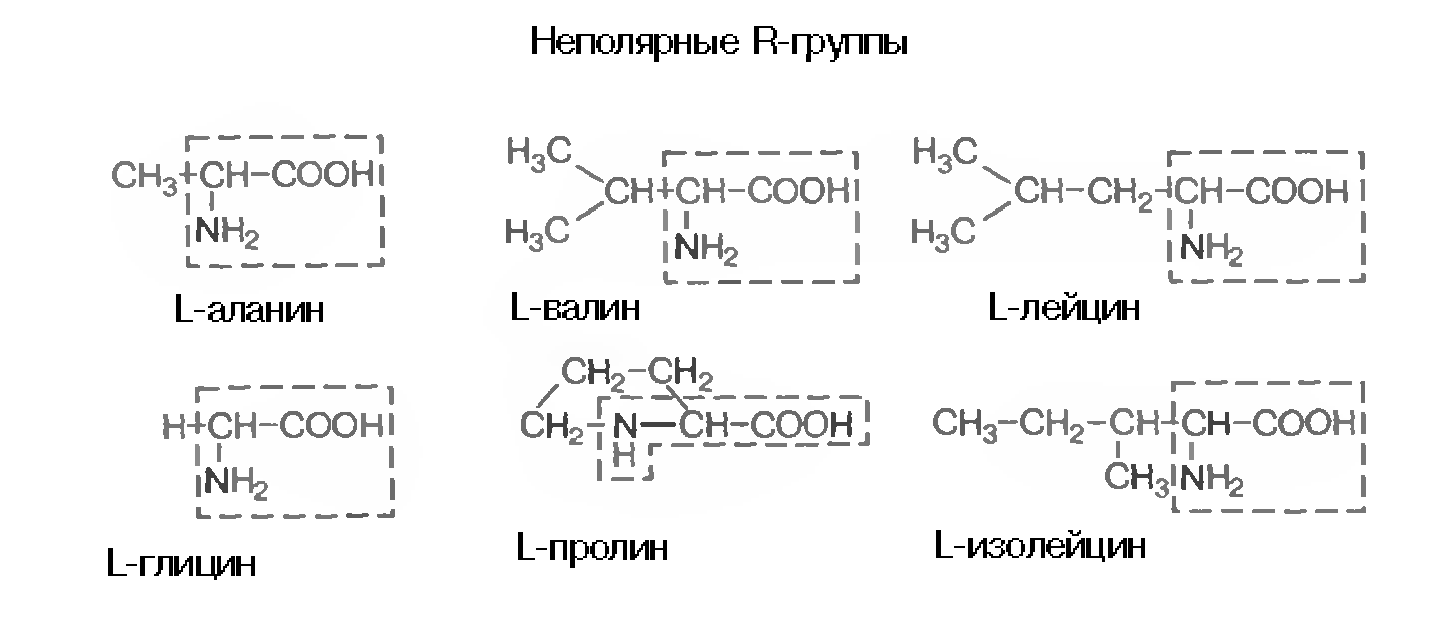 Неполярные R-группы
CH3 CH-COOH
NH2
L-аланин
H3C
CH CH-COOH
H3C
NH2
L-валин
H3C
CH-CH2 CH-COOH
H3C
NH2
L-лейцин
H CH-COOH
NH2
L-глицин
CH2-CH2
CH2-N-CH-COOH
H
L-пролин
CH3-CH2-CH-CH-COOH
CH3 NH2
L-изолейцин